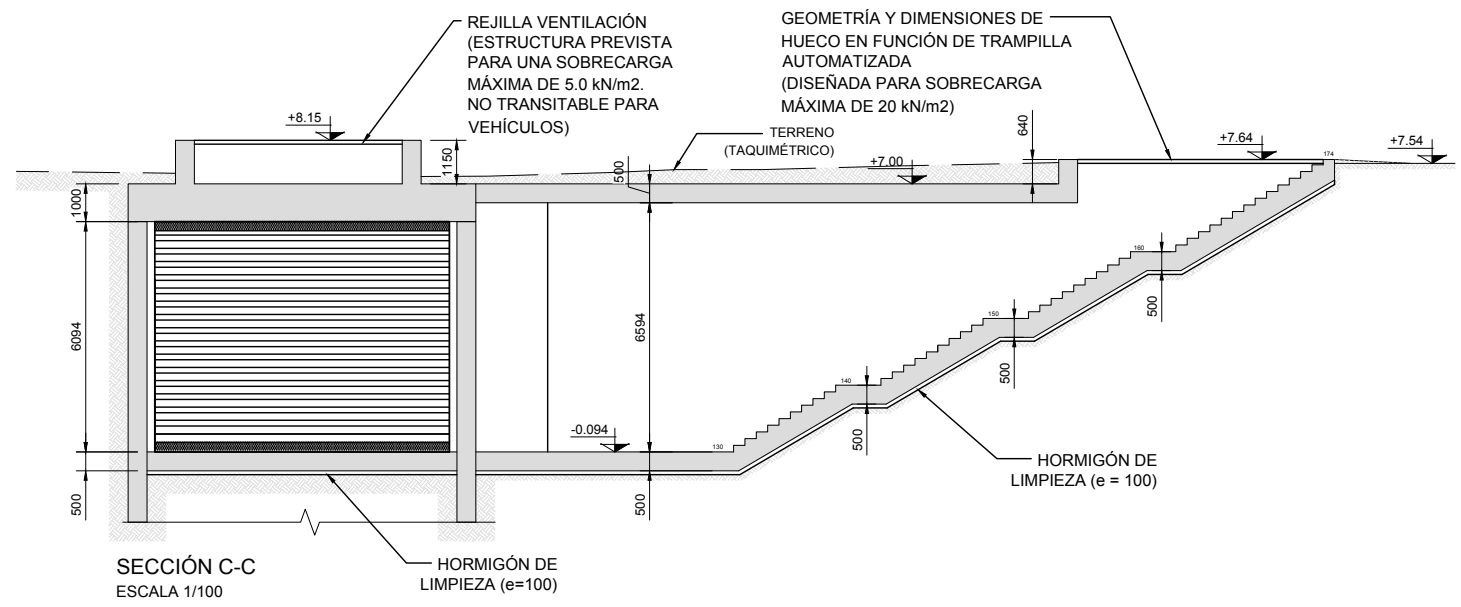 REJILLA VENTILACIÓN
(ESTRUCTURA PREVISTA
PARA UNA SOBRECARGA
MÁXIMA DE 5.0 kN/m2.
NO TRANSITABLE PARA
VEHÍCULOS)
GEOMETRÍA Y DIMENSIONES DE
HUECO EN FUNCIÓN DE TRAMPILLA
AUTOMATIZADA
(DISEÑADA PARA SOBRECARGA
MÁXIMA DE 20 kN/m2)
+8.15
1150
TERRENO
(TAQUIMÉTRICO)
500
+7.00
640
+7.64
174
+7.54
1000
6094
500
6594
500
-0.094
130
140
150
160
500
500
500
HORMIGÓN DE
LIMPIEZA (e = 100)
HORMIGÓN DE
LIMPIEZA (e=100)
SECCIÓN C-C
ESCALA 1/100